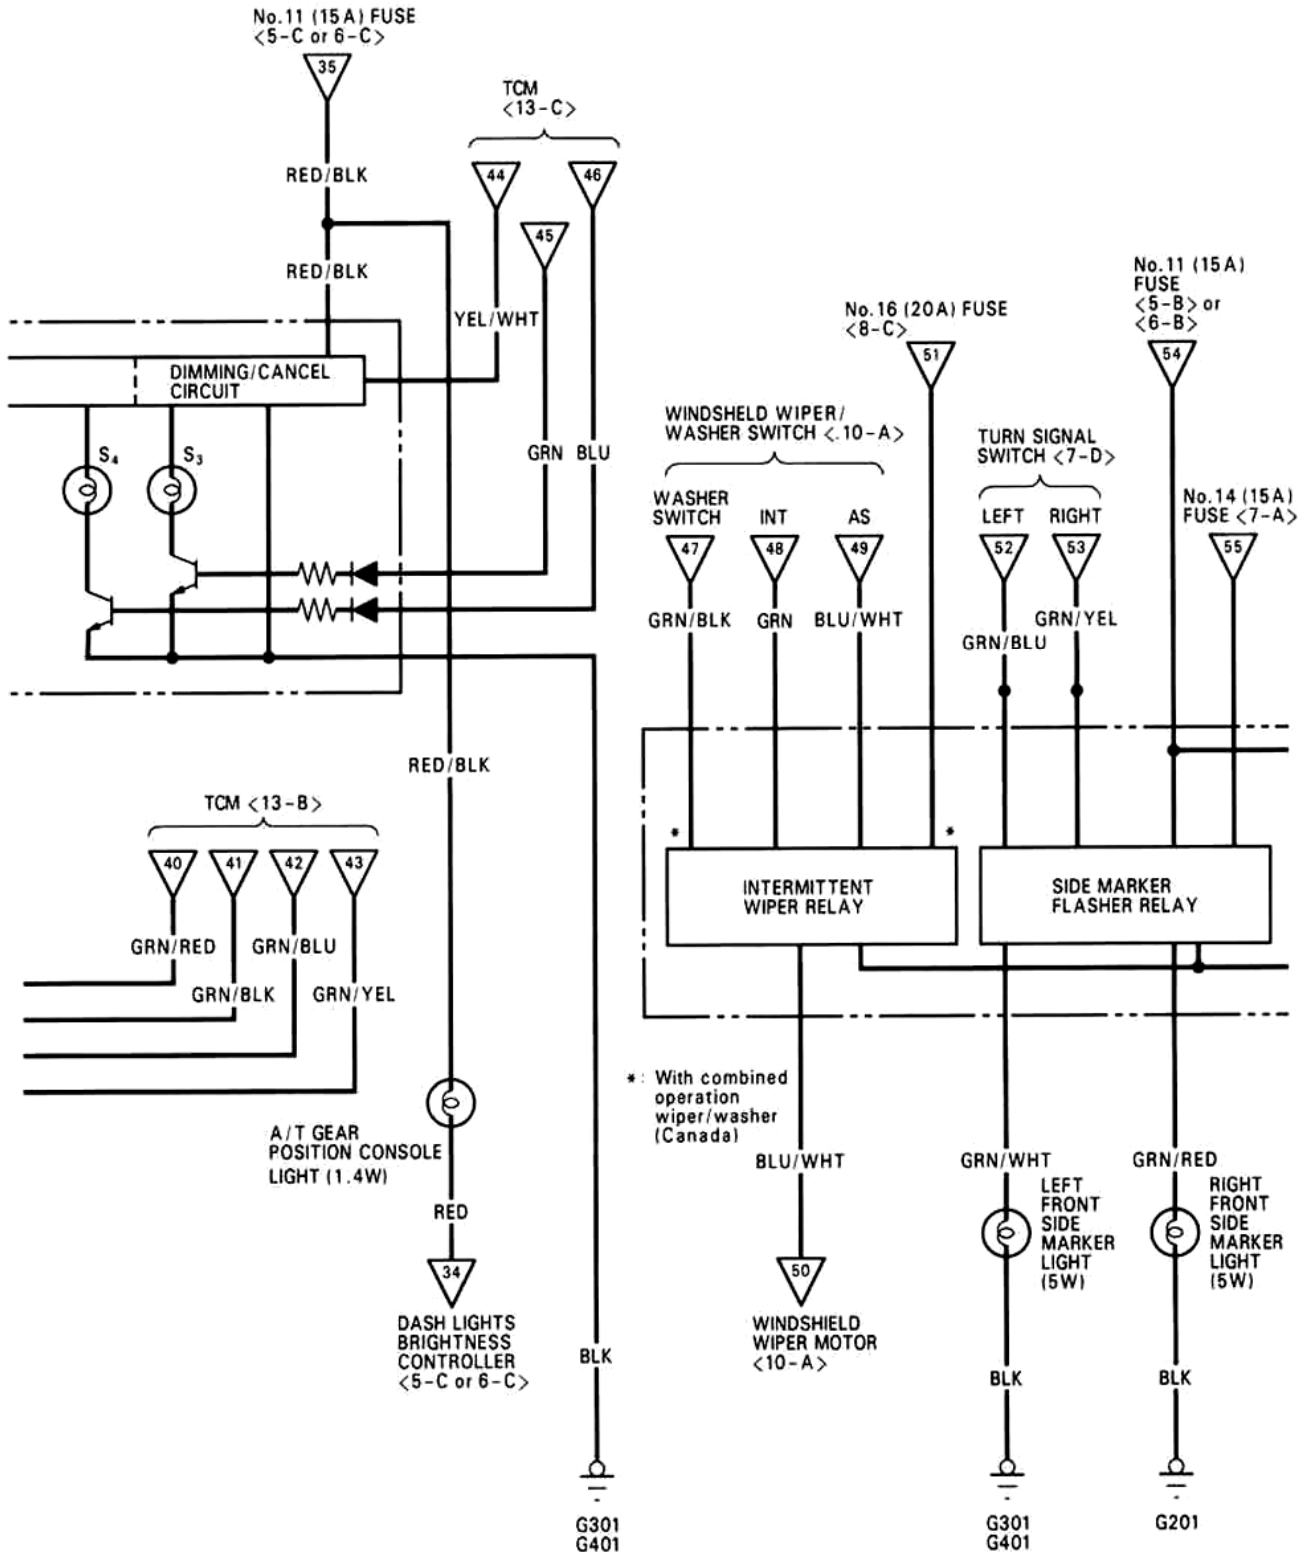 No.11 (15A) FUSE
<5-C or 6-C>
35
RED/BLK
RED/BLK
TCM
<13-C>
44
46
45
YEL/WHT
GRN
BLU
DIMMING/CANCEL
CIRCUIT
S4
S3
RED/BLK
TCM <13-B>
40
41
42
43
GRN/RED
GRN/BLU
GRN/BLK
GRN/YEL
A/T GEAR
POSITION CONSOLE
LIGHT (1.4W)
RED
34
DASH LIGHTS
BRIGHTNESS
CONTROLLER
<5-C or 6-C>
BLK
G301
G401
No.16 (20A) FUSE
<8-C>
51
WINDSHELD WIPER/
WASHER SWITCH <.10-A>
WASHER
SWITCH
INT
AS
47
48
49
GRN/BLK
GRN
BLU/WHT
No.11 (15A)
FUSE
<5-B> or
<6-B>
54
TURN SIGNAL
SWITCH <7-D>
LEFT
RIGHT
52
53
GRN/YEL
GRN/BLU
No.14 (15A)
FUSE <7-A>
55
*
*
INTERMITTENT
WIPER RELAY
SIDE MARKER
FLASHER RELAY
*: With combined
operation
wiper/washer
(Canada)
BLU/WHT
50
WINDSHIELD
WIPER MOTOR
<10-A>
GRN/WHT
LEFT
FRONT
SIDE
MARKER
LIGHT
(5W)
BLK
G301
G401
GRN/RED
RIGHT
FRONT
SIDE
MARKER
LIGHT
(5W)
BLK
G201